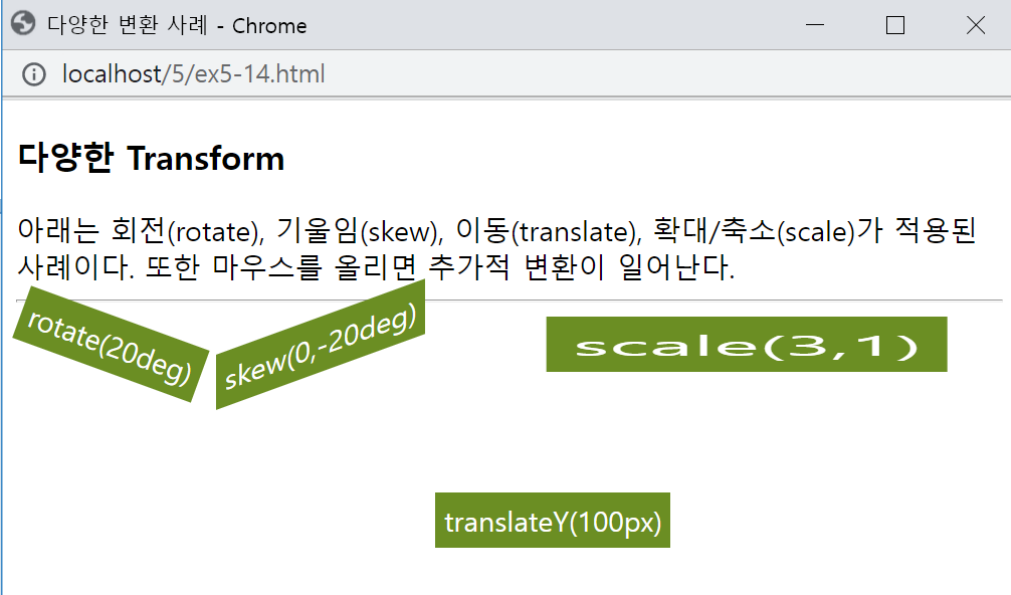 다양한 변환 사례 - Chrome
localhost/5/ex5-14.html
다양한 Transform
아래는 회전(rotate), 기울임(skew), 이동(translate), 확대/축소(scale)가 적용된
사례이다. 또한 마우스를 올리면 추가적 변환이 일어난다.
rotate(20deg)
skew(0,-20deg)
scale(3,1)
translateY(100px)